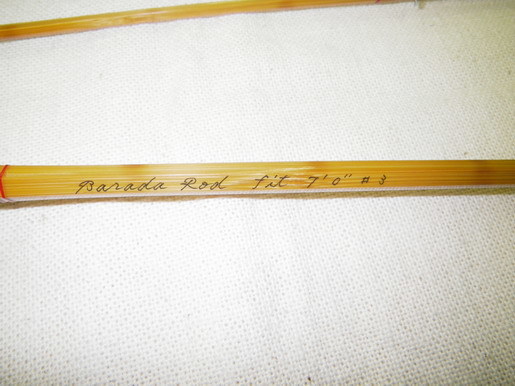 Barada Rod fit 7'0" #3